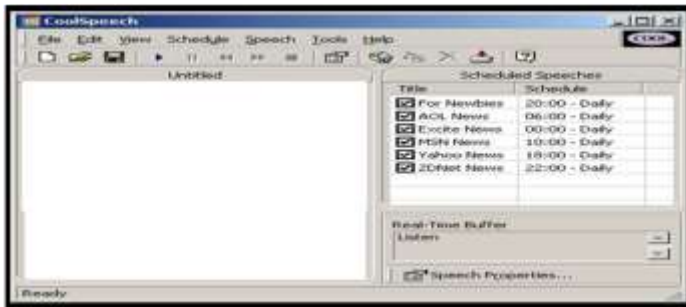 CoolSpeech
File Edit View Schedule Speech Tools Help
COOL
Untitled
Scheduled Speeches
Title Schedule
For Newbies 20:00 - Daily
AOL News 06:00 - Daily
Excite News 00:00 - Daily
MSN News 10:00 - Daily
Yahoo News 18:00 - Daily
ZDNet News 22:00 - Daily
Real-Time Buffer
Listen
Speech Properties...
Ready